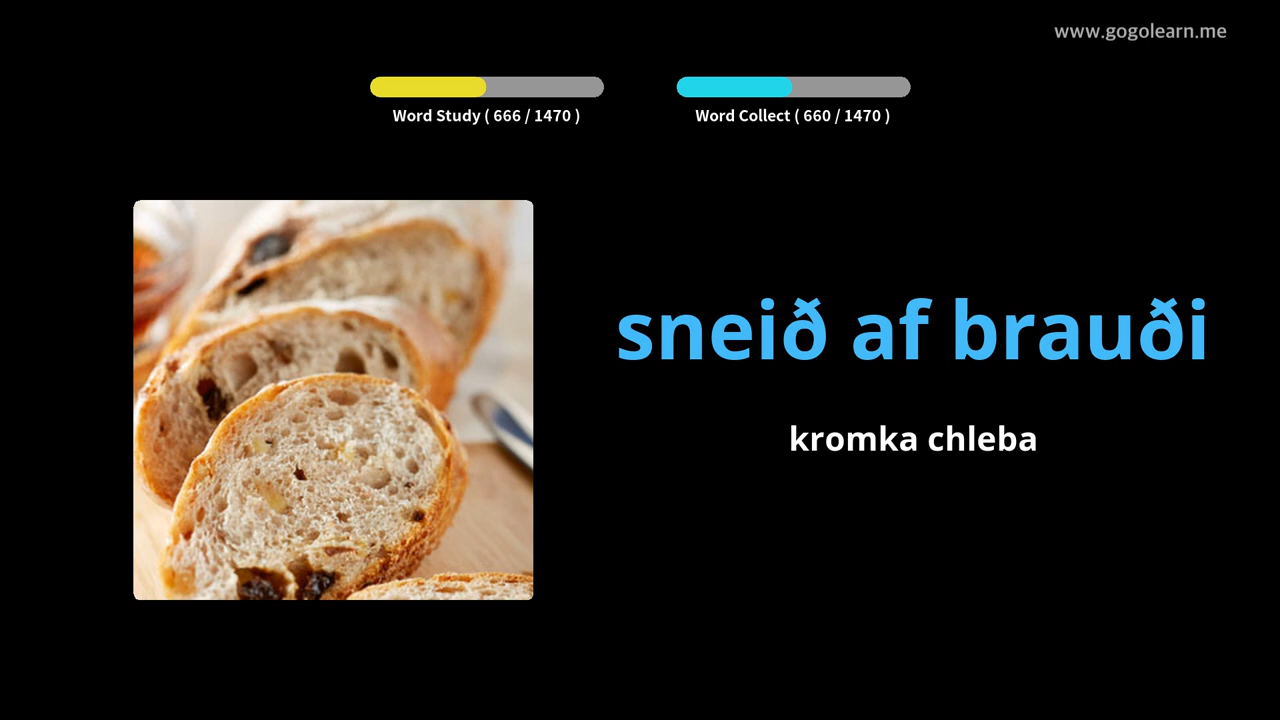 www.gogolearn.me
Word Study ( 666 / 1470 )
Word Collect ( 660 / 1470 )
sneið af brauði
kromka chleba